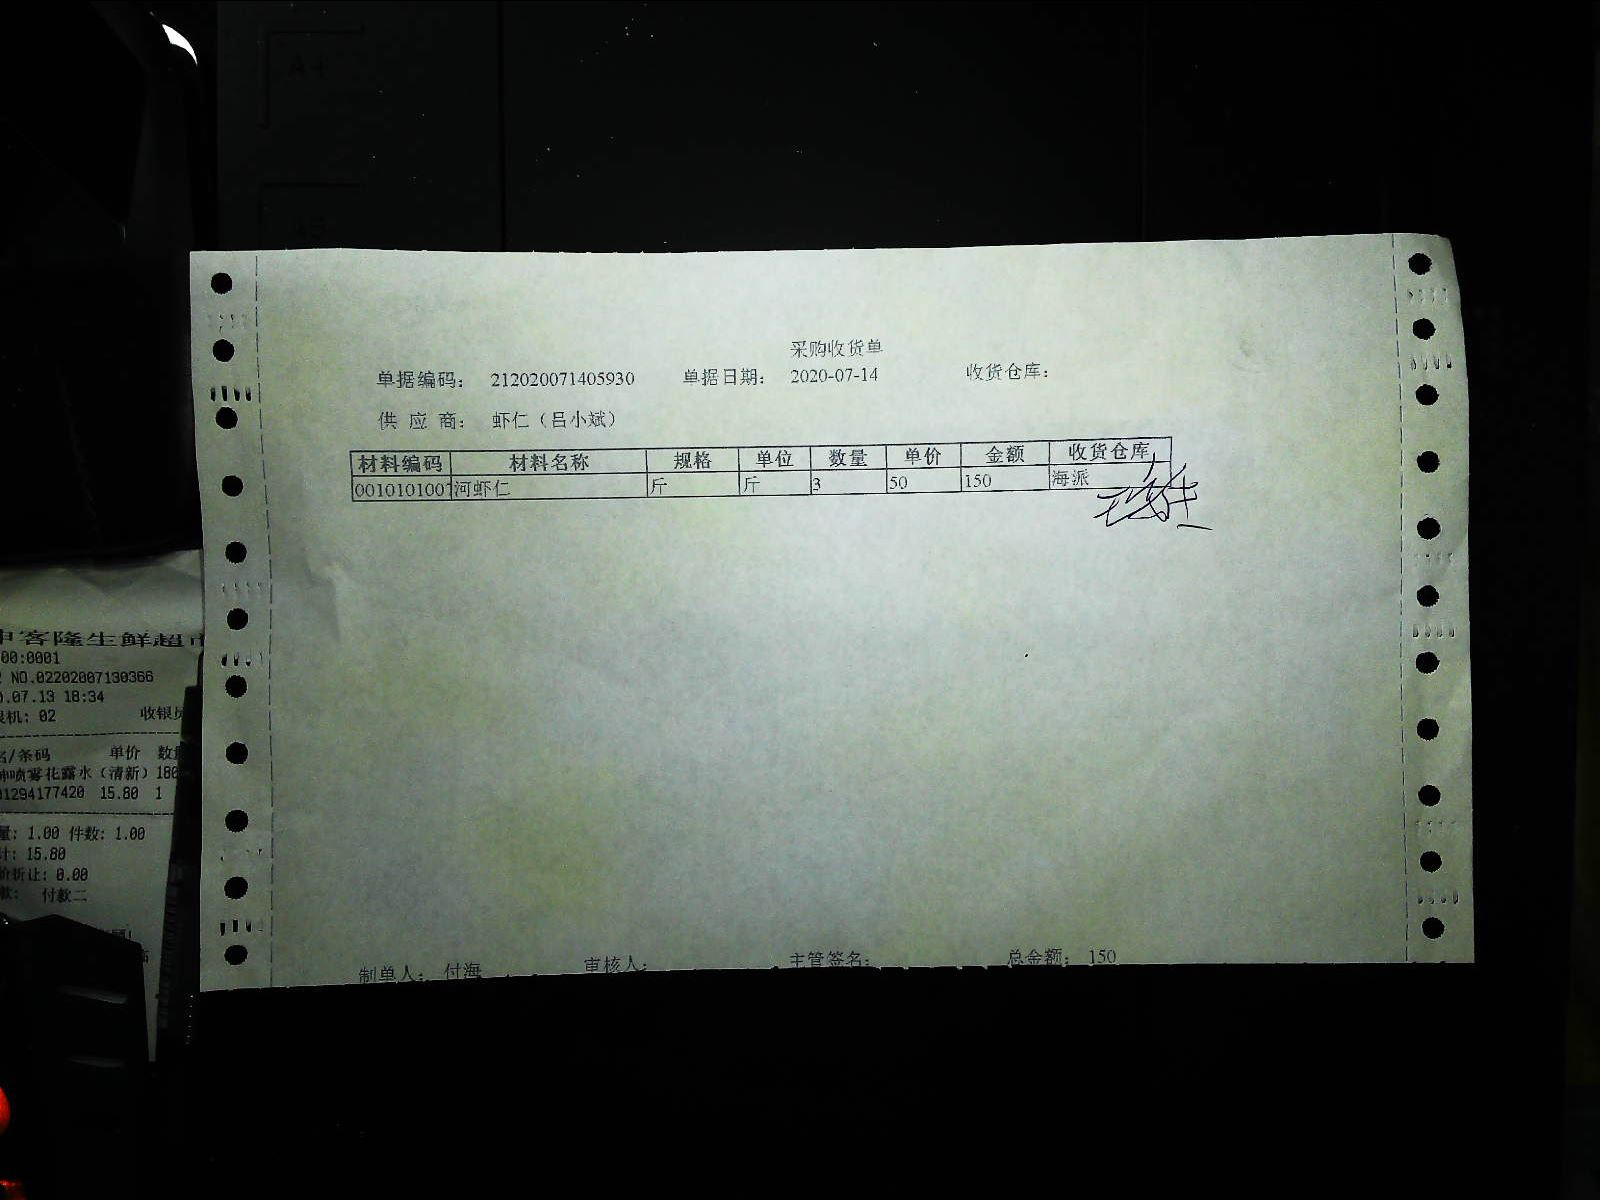 采购收货单
单据编码： 212020071405930 单据日期： 2020-07-14 收货仓库：
供 应 商： 虾仁（吕小斌）
材料编码 材料名称 规格 单位 数量 单价 金额 收货仓库
0010101007 河虾仁 斤 斤 3 50 150 海派
制单人： 付海 审核人： 主管签名： 总金额： 150
客隆生鲜超市
00:0001
NO.02202007130366
.07.13 18:34
机: 02 收银员
名/条码 单价 数量
喷雾花露水（清新）180
01294177420 15.80 1
量: 1.00 件数: 1.00
计: 15.80
价折让: 0.00
款: 付款二